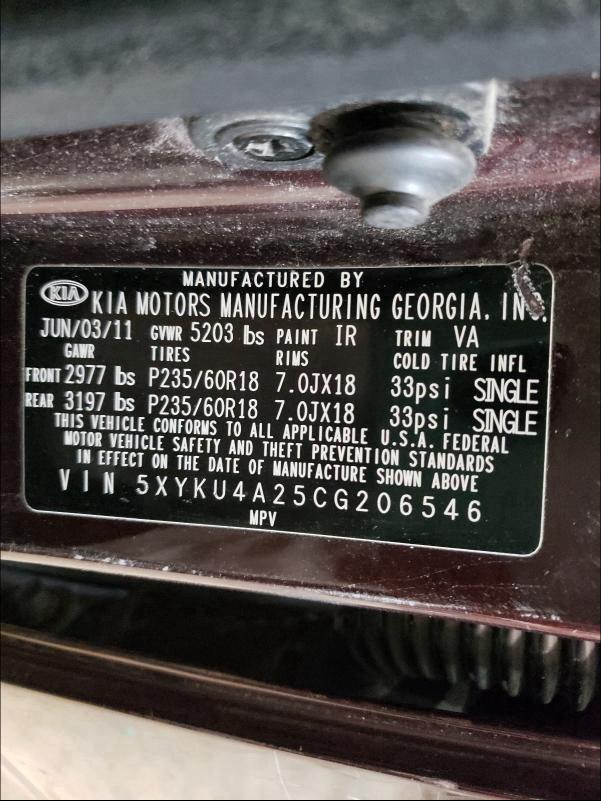 MANUFACTURED BY
KIA KIA MOTORS MANUFACTURING GEORGIA. INC.
JUN/03/11 GVWR 5203 lbs PAINT IR TRIM VA
GAWR TIRES RIMS COLD TIRE INFL
FRONT 2977 lbs P235/60R18 7.0JX18 33psi SINGLE
REAR 3197 lbs P235/60R18 7.0JX18 33psi SINGLE
THIS VEHICLE CONFORMS TO ALL APPLICABLE U.S.A. FEDERAL
MOTOR VEHICLE SAFETY AND THEFT PREVENTION STANDARDS
IN EFFECT ON THE DATE OF MANUFACTURE SHOWN ABOVE
VIN 5XYKU4A25CG206546
MPV